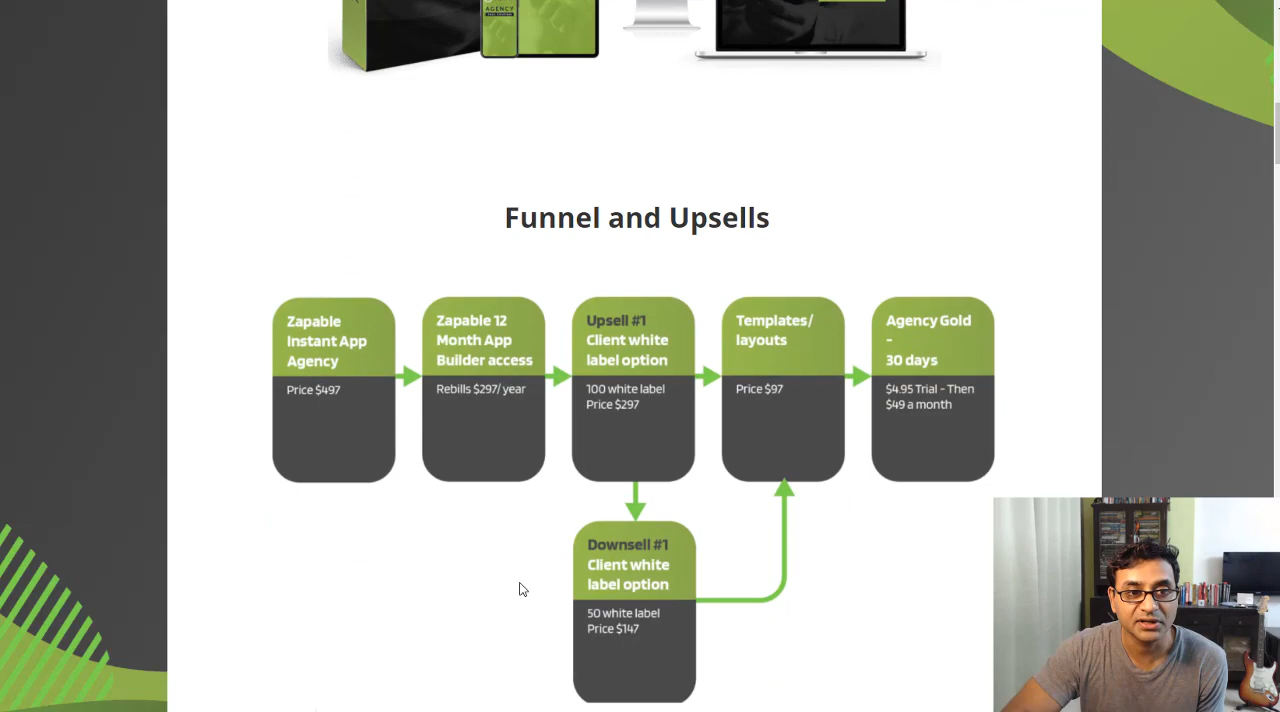 AGENCY
Funnel and Upsells
Zapable
Instant App
Agency
Price $497
Zapable 12
Month App
Builder access
Rebills $297/ year
Upsell #1
Client white
label option
100 white label
Price $297
Templates/
layouts
Price $97
Agency Gold
-
30 days
$4.95 Trial - Then
$49 a month
Downsell #1
Client white
label option
50 white label
Price $147